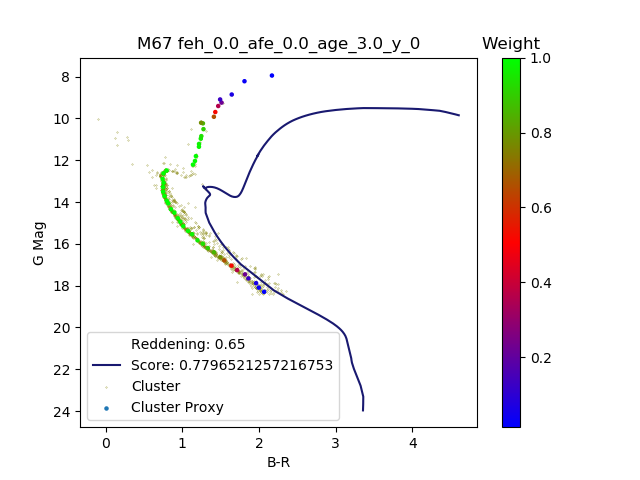 M67 feh_0.0_afe_0.0_age_3.0_y_0
Weight
8
10
12
14
16
18
20
22
24
G Mag
0
1
2
3
4
B-R
Reddening: 0.65
Score: 0.7796521257216753
Cluster
Cluster Proxy
1.0
0.8
0.6
0.4
0.2